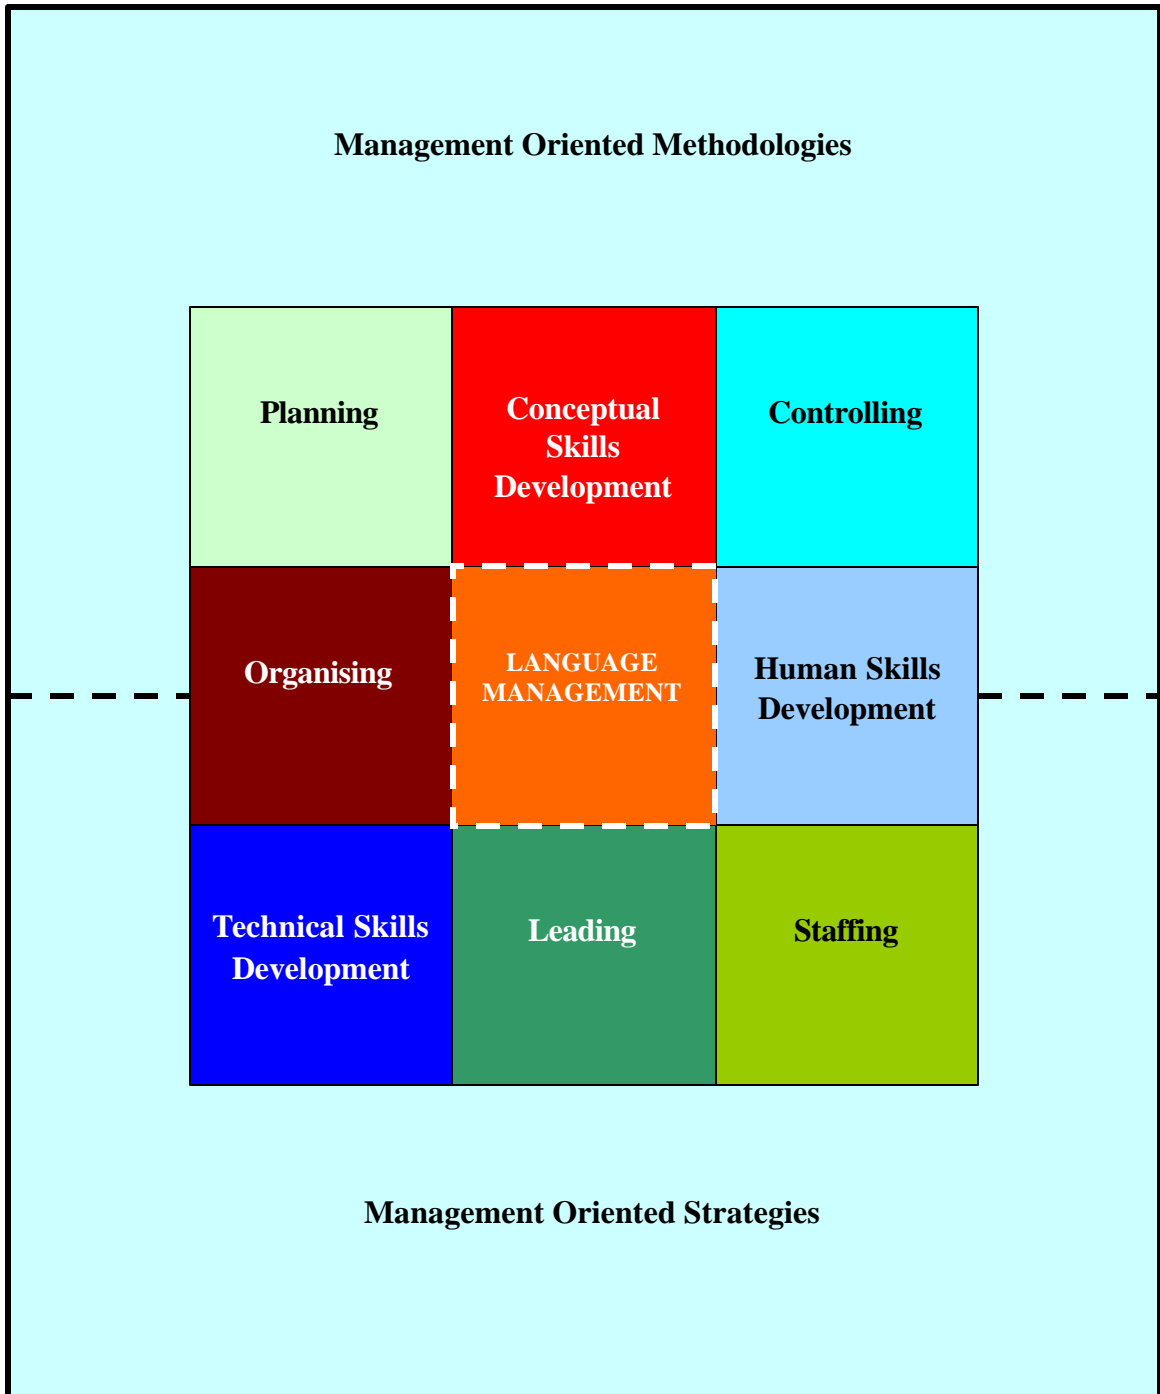 Management Oriented Methodologies
Planning
Conceptual
Skills
Development
Controlling
Organising
LANGUAGE
MANAGEMENT
Human Skills
Development
Technical Skills
Development
Leading
Staffing
Management Oriented Strategies